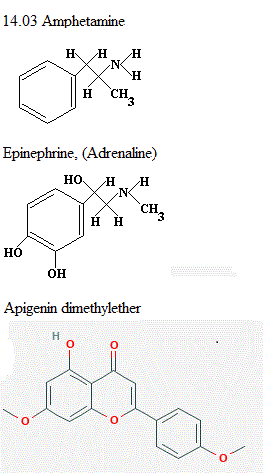 14.03 Amphetamine
H H H
N
H
H CH3
Epinephrine, (Adrenaline)
HO H H
N
CH3
H H
HO
OH
Apigenin dimethylether
H
O O
O O
O